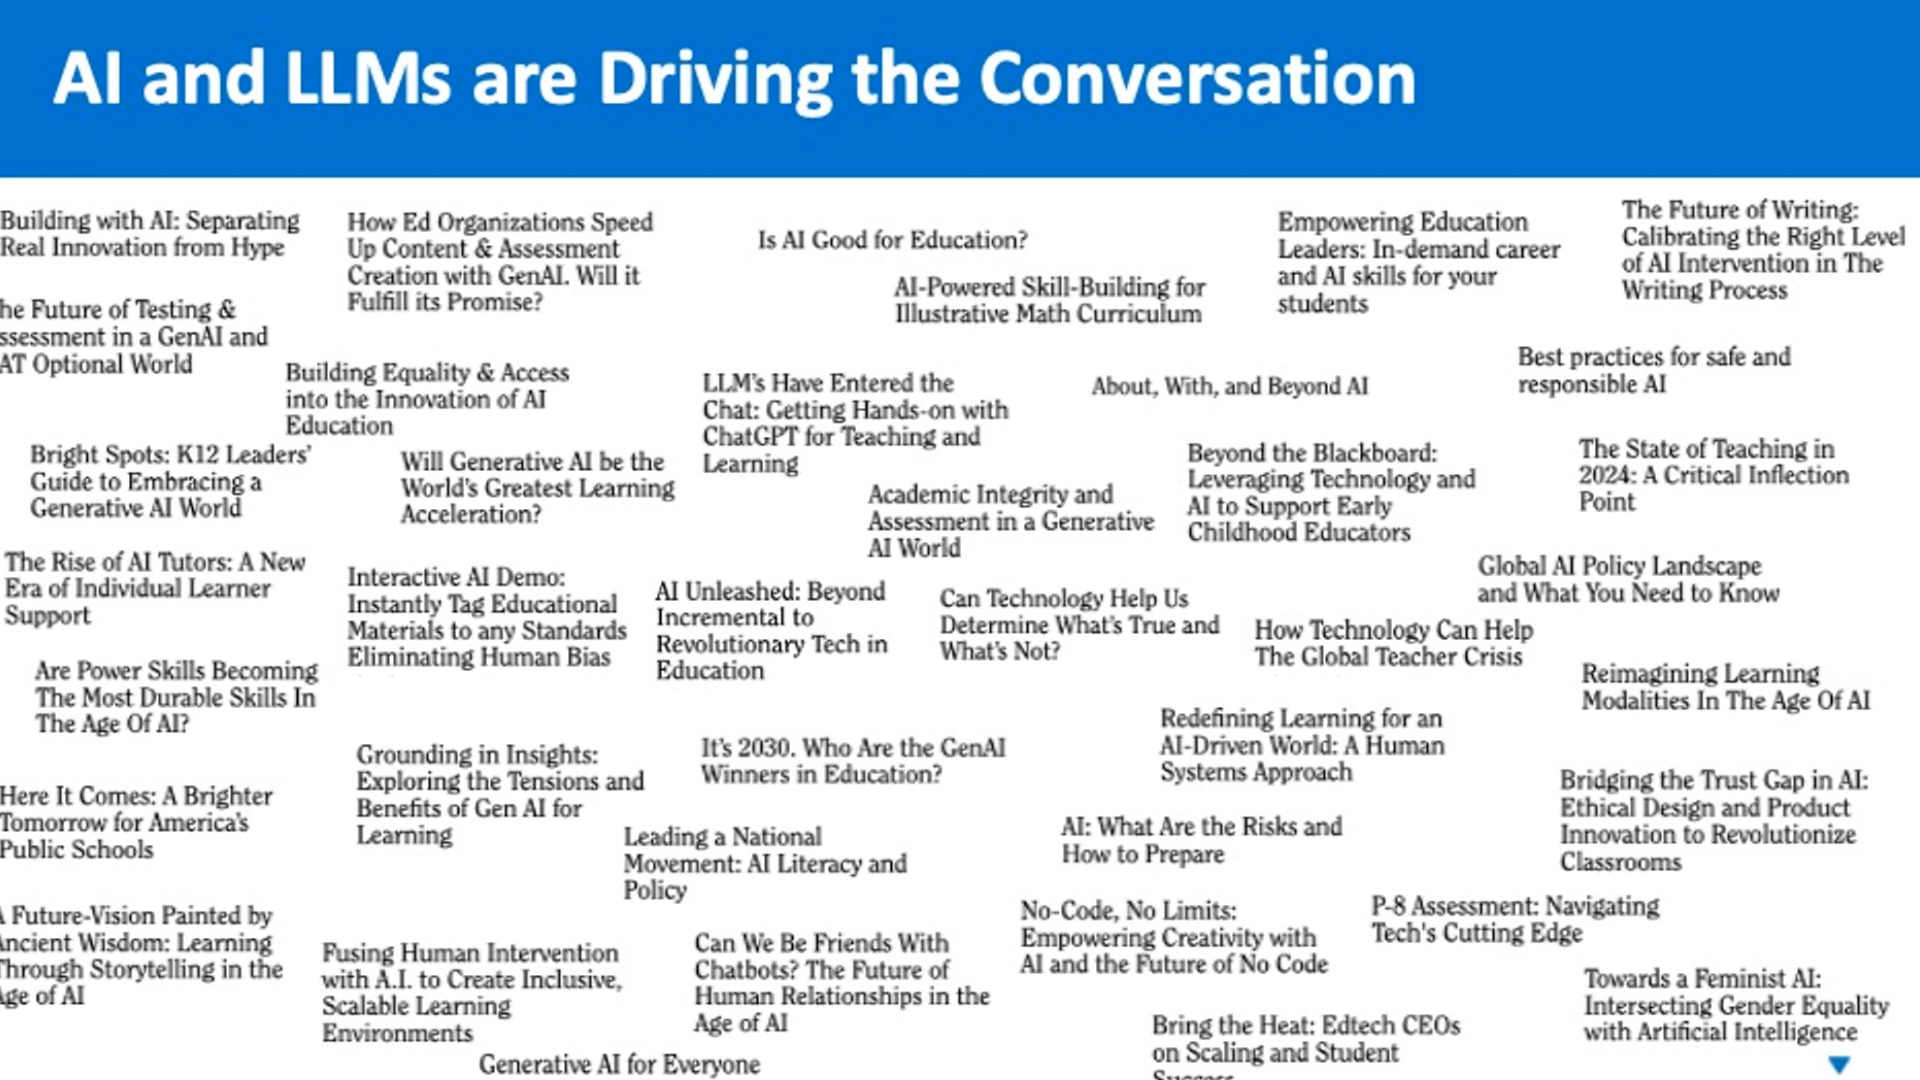 AI and LLMs are Driving the Conversation
Building with AI: Separating
Real Innovation from Hype
How Ed Organizations Speed
Up Content & Assessment
Creation with GenAI. Will it
Fulfill its Promise?
Is AI Good for Education?
AI-Powered Skill-Building for
Illustrative Math Curriculum
Empowering Education
Leaders: In-demand career
and AI skills for your
students
The Future of Writing:
Calibrating the Right Level
of AI Intervention in The
Writing Process
he Future of Testing &
ssessment in a GenAI and
AT Optional World
Building Equality & Access
into the Innovation of AI
Education
LLM's Have Entered the
Chat: Getting Hands-on with
ChatGPT for Teaching and
Learning
About, With, and Beyond AI
Best practices for safe and
responsible AI
Bright Spots: K12 Leaders'
Guide to Embracing a
Generative AI World
Will Generative AI be the
World's Greatest Learning
Acceleration?
Academic Integrity and
Assessment in a Generative
AI World
Beyond the Blackboard:
Leveraging Technology and
AI to Support Early
Childhood Educators
The State of Teaching in
2024: A Critical Inflection
Point
The Rise of AI Tutors: A New
Era of Individual Learner
Support
Interactive AI Demo:
Instantly Tag Educational
Materials to any Standards
Eliminating Human Bias
AI Unleashed: Beyond
Incremental to
Revolutionary Tech in
Education
Can Technology Help Us
Determine What's True and
What's Not?
How Technology Can Help
The Global Teacher Crisis
Global AI Policy Landscape
and What You Need to Know
Are Power Skills Becoming
The Most Durable Skills In
The Age Of AI?
Reimagining Learning
Modalities In The Age Of AI
Grounding in Insights:
Exploring the Tensions and
Benefits of Gen AI for
Learning
It's 2030. Who Are the GenAI
Winners in Education?
Redefining Learning for an
AI-Driven World: A Human
Systems Approach
Here It Comes: A Brighter
Tomorrow for America's
Public Schools
Leading a National
Movement: AI Literacy and
Policy
AI: What Are the Risks and
How to Prepare
Bridging the Trust Gap in AI:
Ethical Design and Product
Innovation to Revolutionize
Classrooms
A Future-Vision Painted by
Ancient Wisdom: Learning
Through Storytelling in the
Age of AI
Fusing Human Intervention
with A.I. to Create Inclusive,
Scalable Learning
Environments
Can We Be Friends With
Chatbots? The Future of
Human Relationships in the
Age of AI
No-Code, No Limits:
Empowering Creativity with
AI and the Future of No Code
P-8 Assessment: Navigating
Tech's Cutting Edge
Towards a Feminist AI:
Intersecting Gender Equality
with Artificial Intelligence
Generative AI for Everyone
Bring the Heat: Edtech CEOs
on Scaling and Student
Success